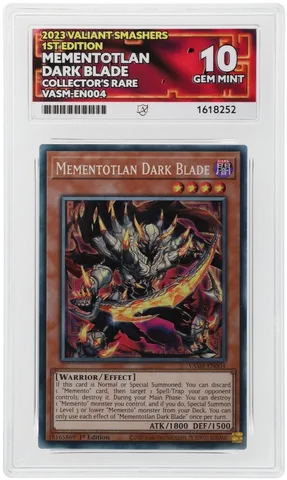 2023 VALIANT SMASHERS
1ST EDITION
MEMENTOTLAN
DARK BLADE
COLLECTOR'S RARE
VASM-EN004
10
GEM MINT
1618252
MEMENTOTLAN DARK BLADE
VASM-EN004
[WARRIOR/EFFECT]
If this card is Normal or Special Summoned: You can discard
1 "Memento" card, then target 1 Spell/Trap your opponent
controls; destroy it. During your Main Phase: You can destroy
1 "Memento" monster you control, and if you do, Special Summon
1 Level 3 or lower "Memento" monster from your Deck. You can
only use each effect of "Mementotlan Dark Blade" once per turn.
ATK/1800 DEF/1500
1st Edition